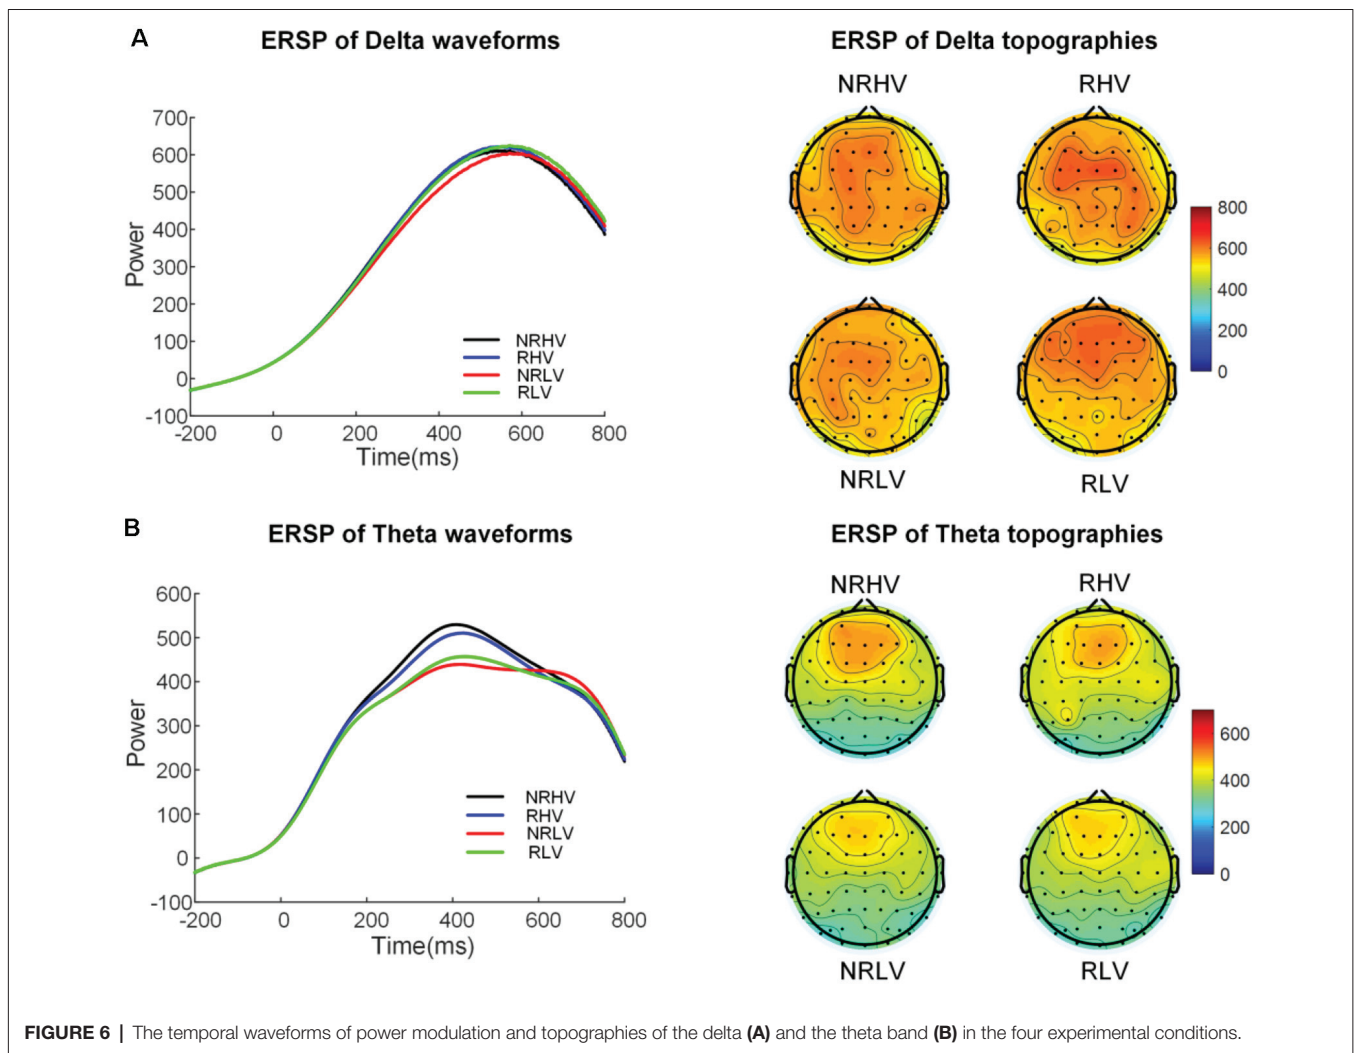 A
ERSP of Delta waveforms
ERSP of Delta topographies
NRHV
RHV
700
600
500
400
300
200
100
0
-100
Power
-200
0
200
400
600
800
Time(ms)
NRHV
RHV
NRLV
RLV
800
600
400
200
0
NRLV
RLV
B
ERSP of Theta waveforms
ERSP of Theta topographies
NRHV
RHV
600
500
400
300
200
100
0
-100
Power
-200
0
200
400
600
800
Time(ms)
NRHV
RHV
NRLV
RLV
600
400
200
0
NRLV
RLV
FIGURE 6 | The temporal waveforms of power modulation and topographies of the delta (A) and the theta band (B) in the four experimental conditions.